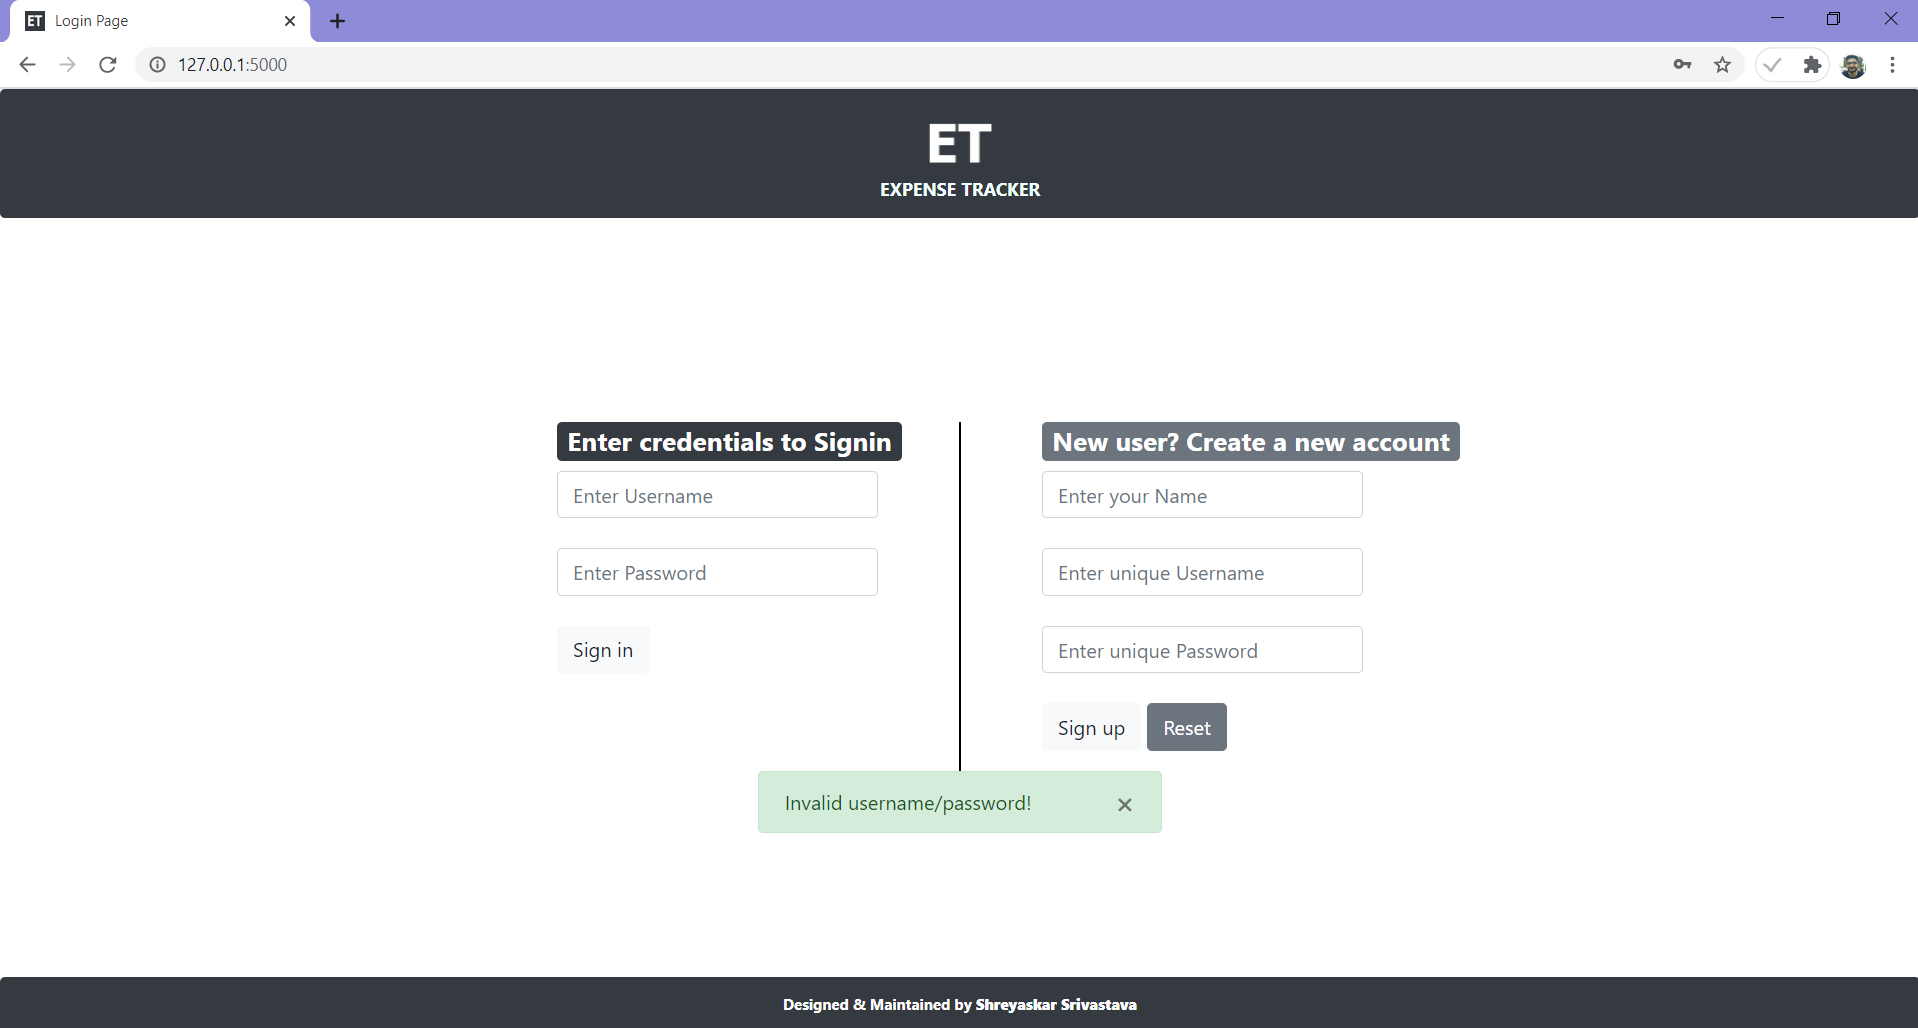 ET Login Page
127.0.0.1:5000
ET
EXPENSE TRACKER
Enter credentials to Signin
Enter Username
Enter Password
Sign in
New user? Create a new account
Enter your Name
Enter unique Username
Enter unique Password
Sign up Reset
Invalid username/password!
Designed & Maintained by Shreyaskar Srivastava